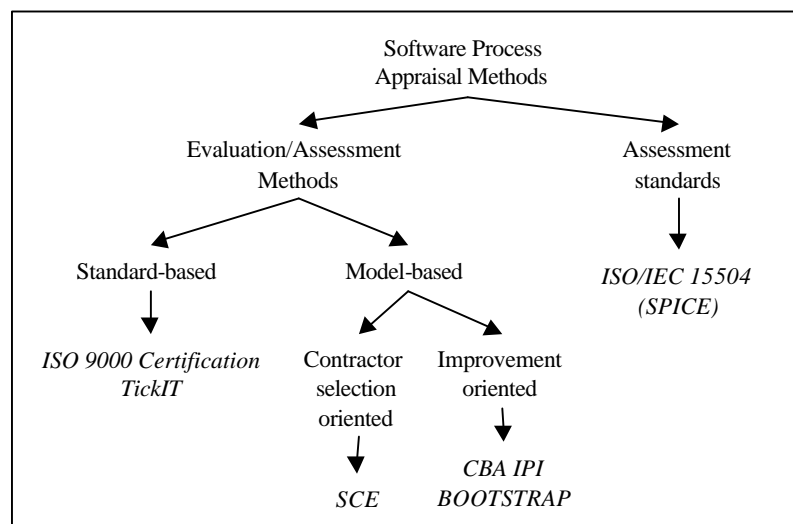 Software Process
Appraisal Methods
Evaluation/Assessment
Methods
Assessment
standards
Standard-based
Model-based
ISO/IEC 15504
(SPICE)
ISO 9000 Certification
TickIT
Contractor
selection
oriented
Improvement
oriented
SCE
CBA IPI
BOOTSTRAP